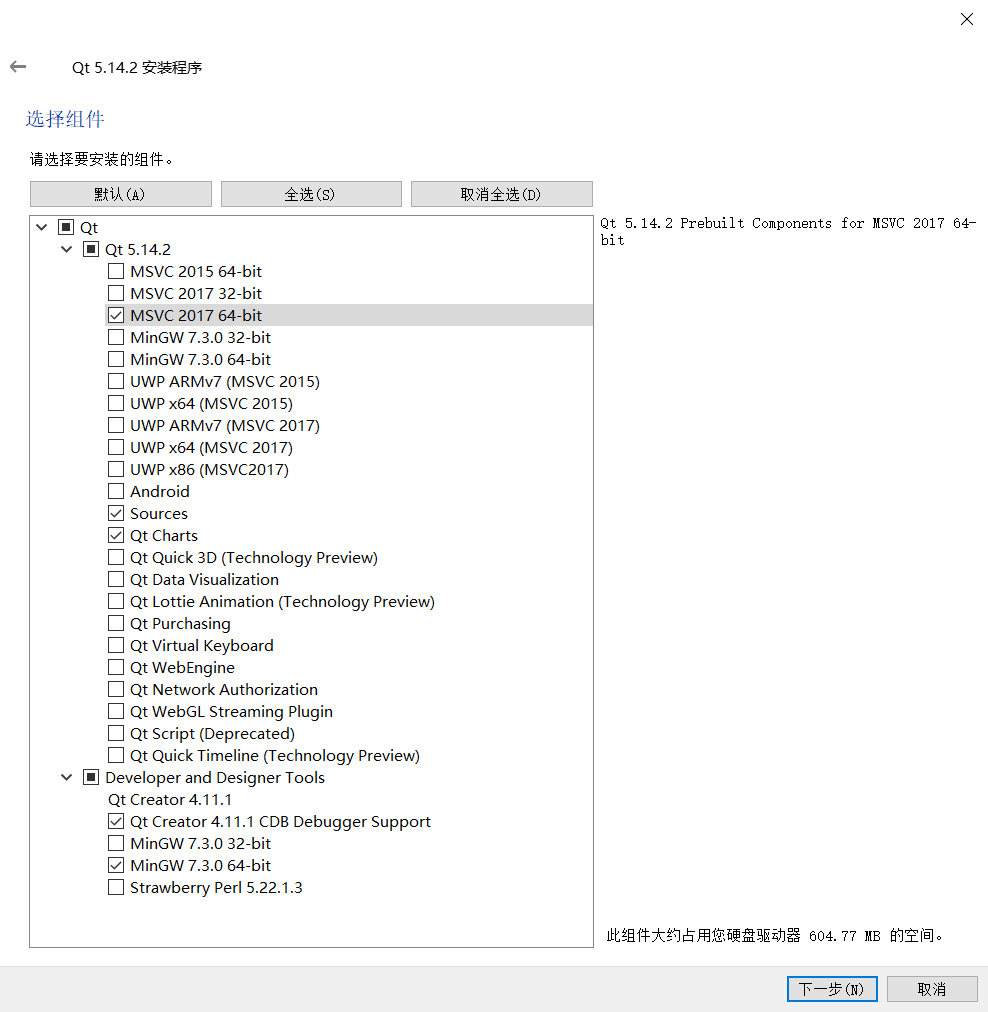 Qt 5.14.2 安装程序
选择组件
请选择要安装的组件。
默认(A)
全选(S)
取消全选(D)
Qt
Qt 5.14.2
MSVC 2015 64-bit
MSVC 2017 32-bit
MSVC 2017 64-bit
MinGW 7.3.0 32-bit
MinGW 7.3.0 64-bit
UWP ARMv7 (MSVC 2015)
UWP x64 (MSVC 2015)
UWP ARMv7 (MSVC 2017)
UWP x64 (MSVC 2017)
UWP x86 (MSVC2017)
Android
Sources
Qt Charts
Qt Quick 3D (Technology Preview)
Qt Data Visualization
Qt Lottie Animation (Technology Preview)
Qt Purchasing
Qt Virtual Keyboard
Qt WebEngine
Qt Network Authorization
Qt WebGL Streaming Plugin
Qt Script (Deprecated)
Qt Quick Timeline (Technology Preview)
Developer and Designer Tools
Qt Creator 4.11.1
Qt Creator 4.11.1 CDB Debugger Support
MinGW 7.3.0 32-bit
MinGW 7.3.0 64-bit
Strawberry Perl 5.22.1.3
Qt 5.14.2 Prebuilt Components for MSVC 2017 64-
bit
此组件大约占用您硬盘驱动器 604.77 MB 的空间。
下一步(N)
取消